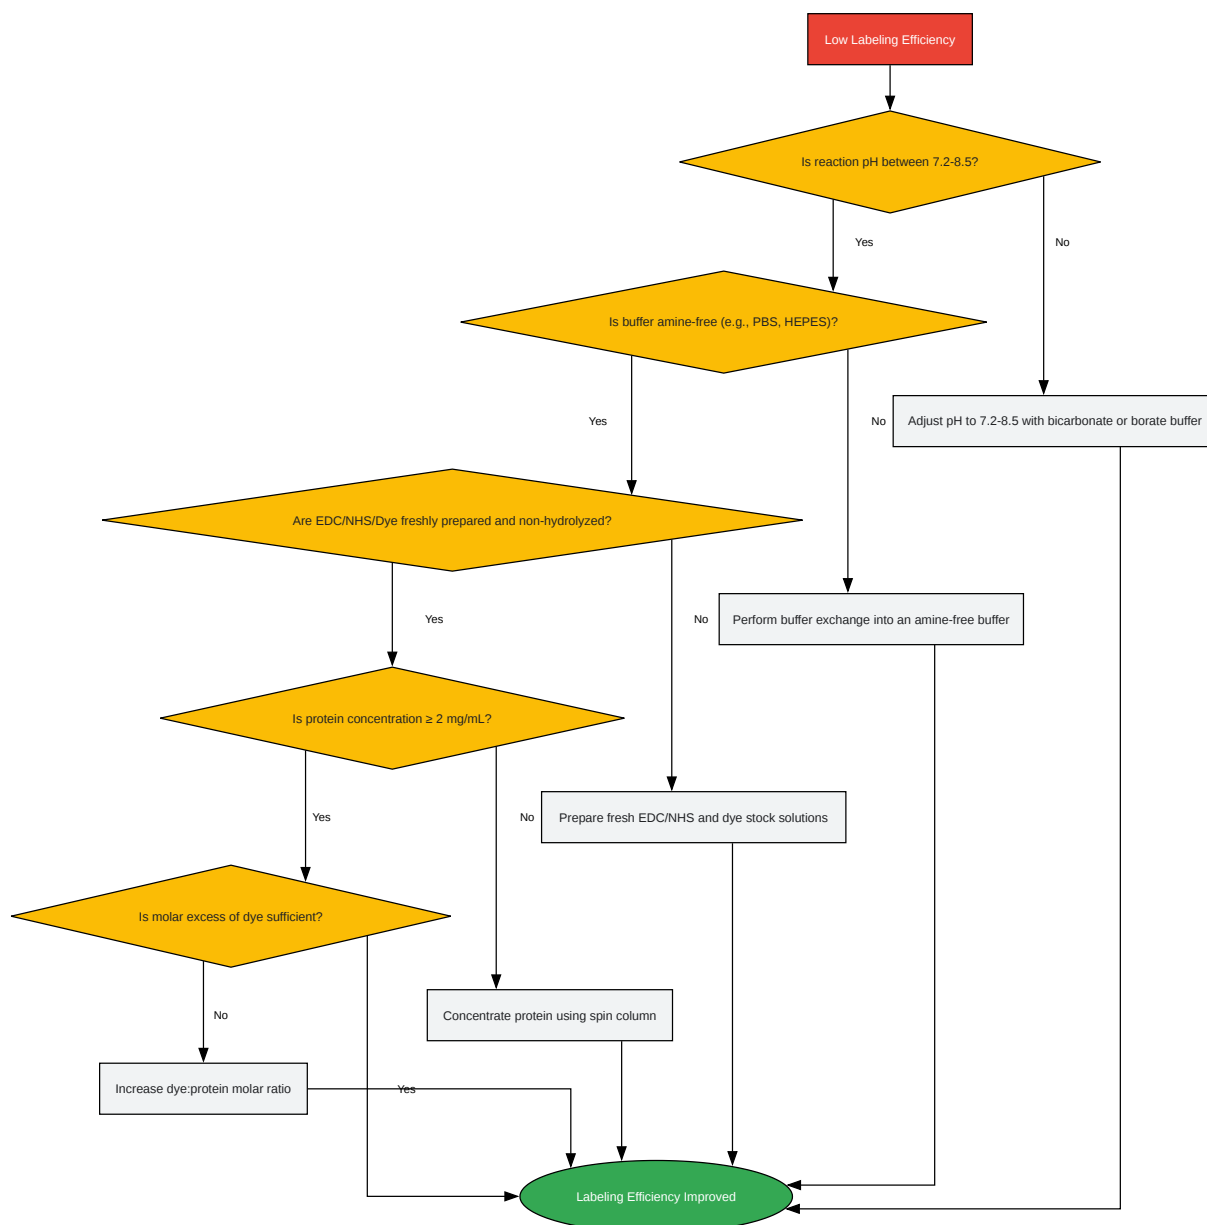 Low Labeling Efficiency
Is reaction pH between 7.2-8.5?
Yes
No
Is buffer amine-free (e.g., PBS, HEPES)?
Yes
No
Adjust pH to 7.2-8.5 with bicarbonate or borate buffer
Are EDC/NHS/Dye freshly prepared and non-hydrolyzed?
Yes
No
Perform buffer exchange into an amine-free buffer
Is protein concentration ≥ 2 mg/mL?
Yes
No
Prepare fresh EDC/NHS and dye stock solutions
Is molar excess of dye sufficient?
No
Concentrate protein using spin column
Increase dye:protein molar ratio
Yes
Labeling Efficiency Improved